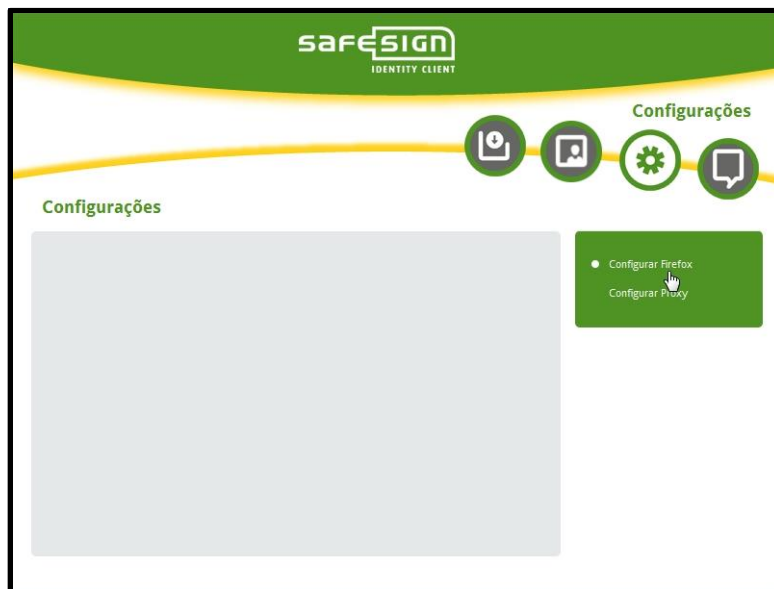 safesign
IDENTITY CLIENT
Configurações
Configurações
Configurar Firefox
Configurar Proxy